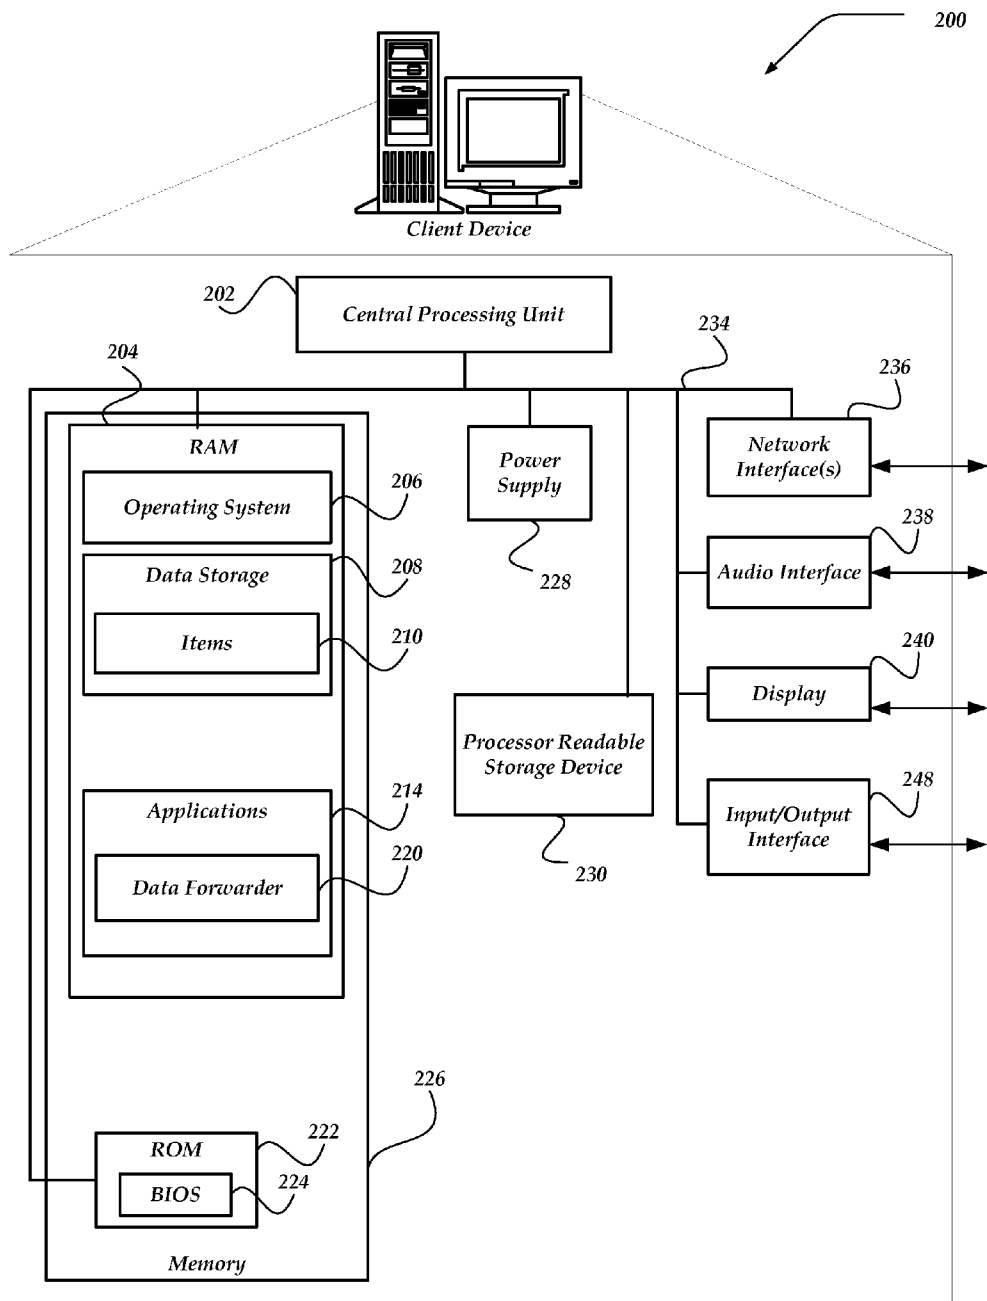 200
Client Device
202
Central Processing Unit
234
204
236
RAM
Network
Interface(s)
Power
Supply
206
Operating System
238
208
Data Storage
228
Audio Interface
210
Items
240
Display
Processor Readable
Storage Device
214
Applications
248
Input/Output
Interface
220
Data Forwarder
230
226
222
ROM
224
BIOS
Memory